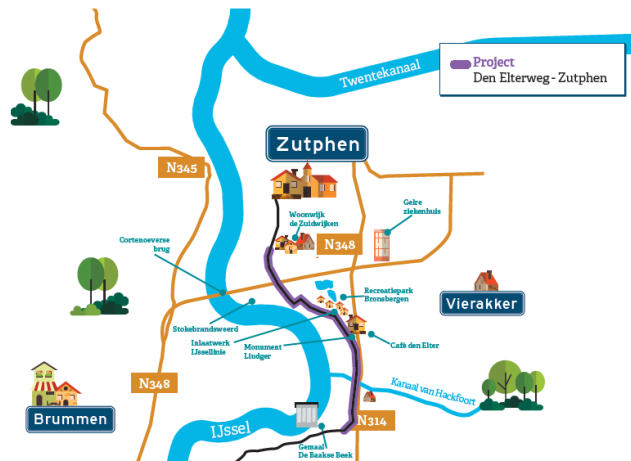 Twentekanaal
Project
Den Elterweg - Zutphen
Zutphen
N345
Woonwijk
de Zuidwijken
Gelre
ziekenhuis
N348
Cortenoeverse
brug
Recreatiepark
Bronsbergen
Vierakker
Stokebrandsweerd
Inlaatwerk
IJssellinie
Monument
Liudger
Cafè den Elter
N348
Kanaal van Hackfoort
Brummen
IJssel
N314
Gemaal
De Baakse Beek